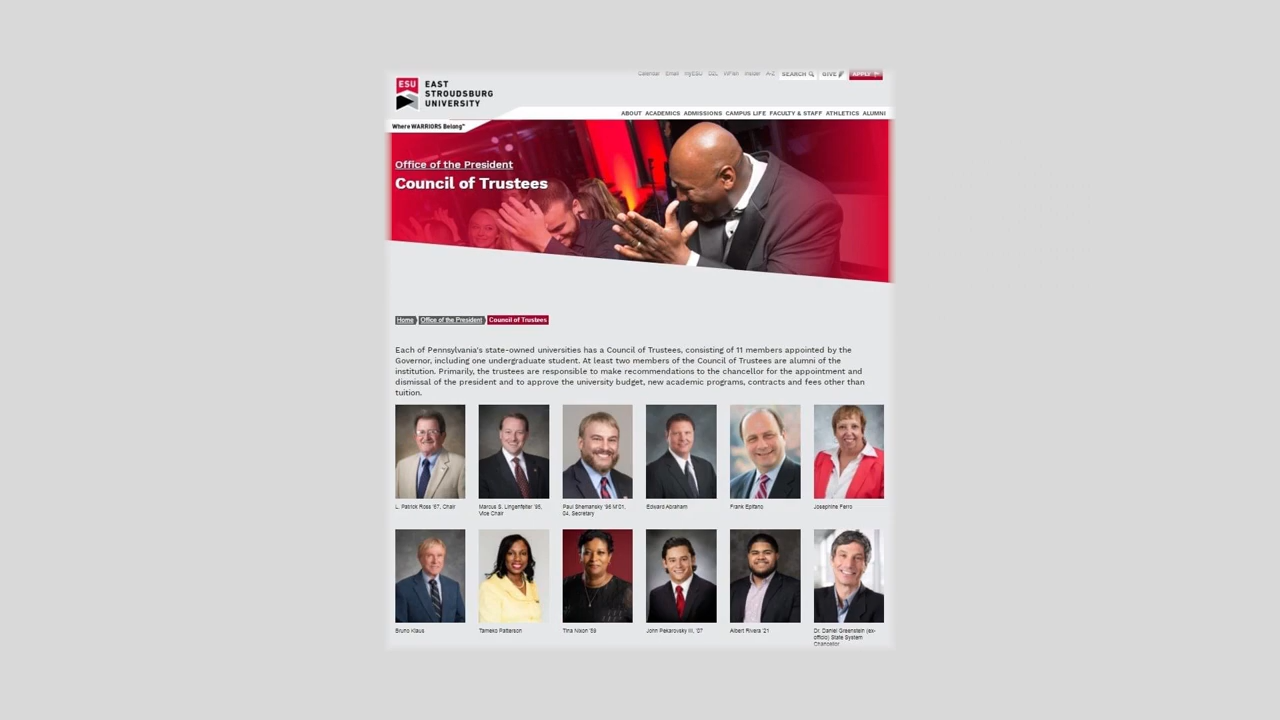 Calendar Email myESU D2L WiFish Insider A-Z SEARCH GIVE APPLY
ESU EAST
STROUDSBURG
UNIVERSITY
ABOUT ACADEMICS ADMISSIONS CAMPUS LIFE FACULTY & STAFF ATHLETICS ALUMNI
Where WARRIORS Belong™
Office of the President
Council of Trustees
Home Office of the President Council of Trustees
Each of Pennsylvania's state-owned universities has a Council of Trustees, consisting of 11 members appointed by the
Governor, including one undergraduate student. At least two members of the Council of Trustees are alumni of the
institution. Primarily, the trustees are responsible to make recommendations to the chancellor for the appointment and
dismissal of the president and to approve the university budget, new academic programs, contracts and fees other than
tuition.
L. Patrick Ross '67, Chair
Marcus S. Lingenfelter '95,
Vice Chair
Paul Shemansky '96 M'01,
04, Secretary
Edward Abraham
Frank Epifano
Josephine Ferro
Bruno Klaus
Tameko Patterson
Tina Nixon '89
John Pekarovsky III, '07
Albert Rivera '21
Dr. Daniel Greenstein (ex-
officio) State System
Chancellor